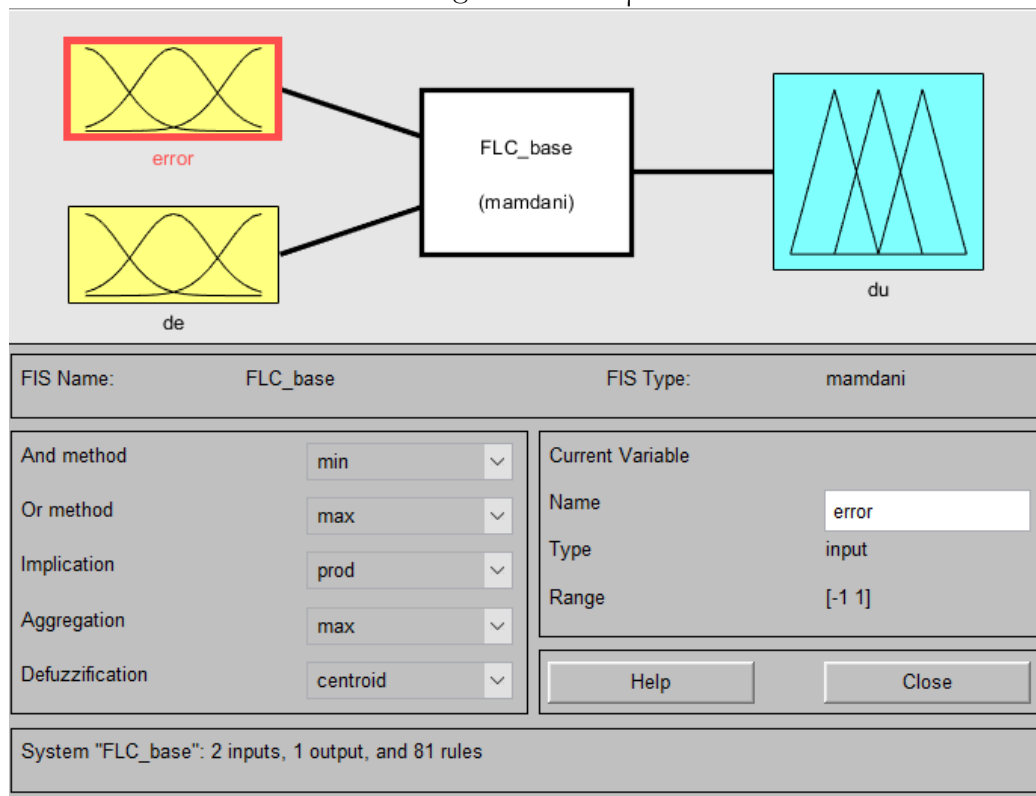 error
FLC_base
(mamdani)
de
du
FIS Name: FLC_base FIS Type: mamdani
And method min
Or method max
Implication prod
Aggregation max
Defuzzification centroid
Current Variable
Name error
Type input
Range [-1 1]
Help Close
System "FLC_base": 2 inputs, 1 output, and 81 rules